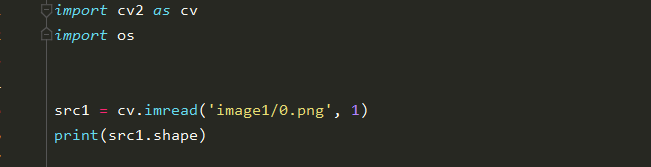 import cv2 as cv
import os
src1 = cv.imread('image1/0.png', 1)
print(src1.shape)